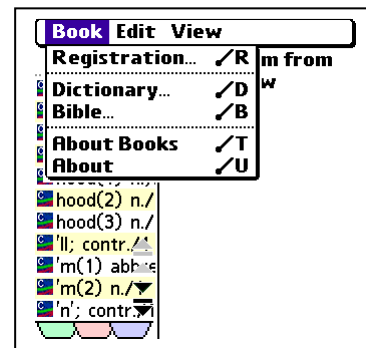 Book Edit View
Registration… /R
m from
Dictionary… /D
w
Bible… /B
About Books /T
About /U
hood(2) n./
hood(3) n./
'll; contr./
'm(1) abbre
'm(2) n./
'n'; contr./